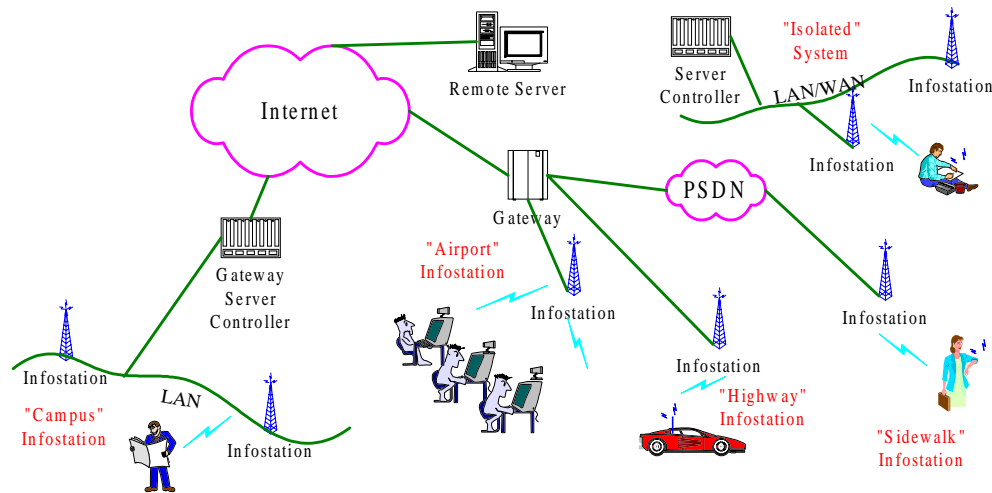 "Isolated"
System
Server
Controller
LAN/WAN
Infostation
Infostation
Remote Server
Internet
PSDN
Gateway
"Airport"
Infostation
Infostation
Gateway
Server
Controller
Infostation
Infostation
Infostation
LAN
"Campus"
Infostation
Infostation
"Highway"
Infostation
"Sidewalk"
Infostation